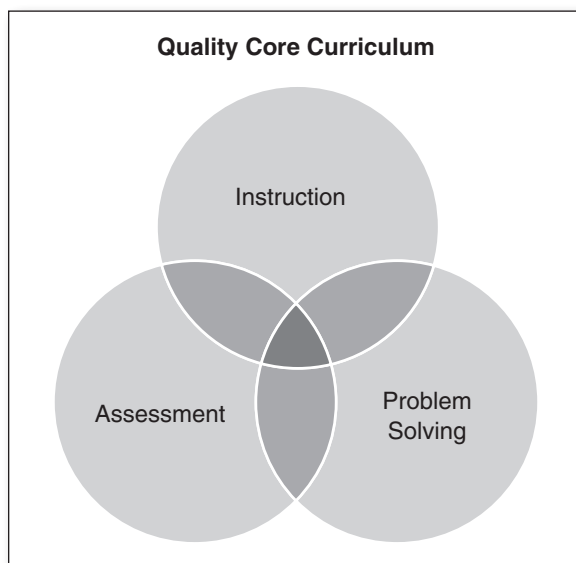 Quality Core Curriculum
Instruction
Assessment
Problem
Solving